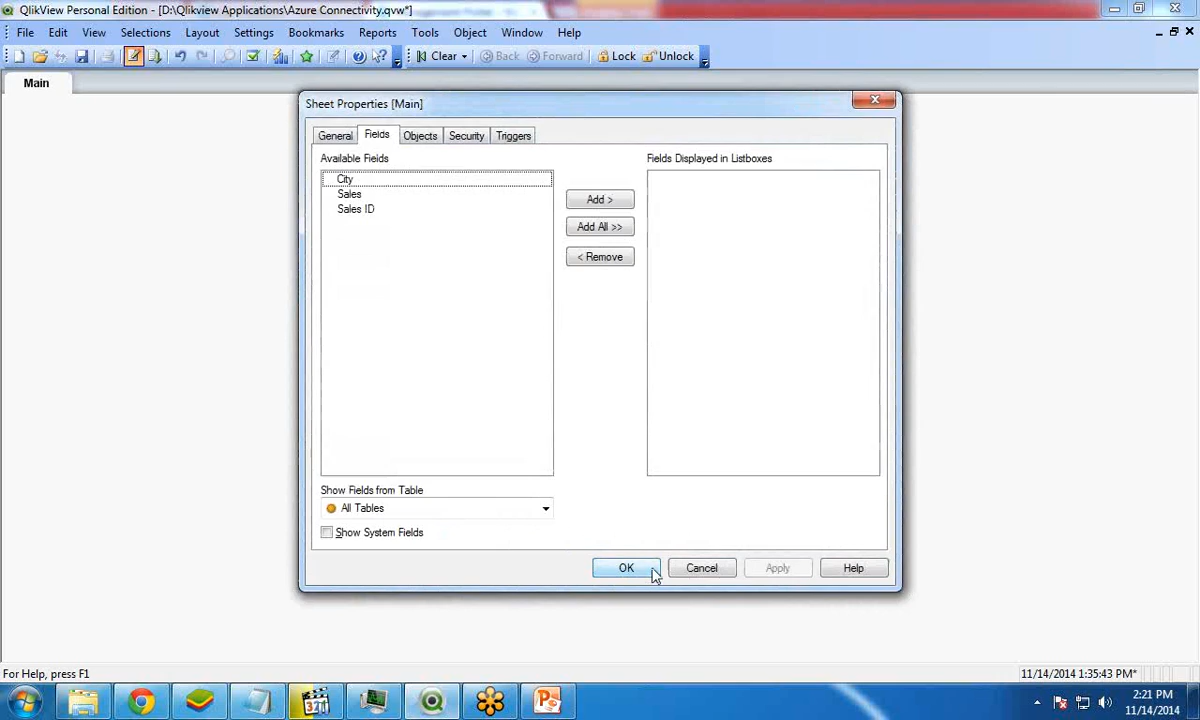 QlikView Personal Edition - [D:\Qlikview Applications\Azure Connectivity.qvw*]
File Edit View Selections Layout Settings Bookmarks Reports Tools Object Window Help
Clear Back Forward Lock Unlock
Main
Sheet Properties [Main]
General Fields Objects Security Triggers
Available Fields Fields Displayed in Listboxes
City
Sales
Sales ID
Add >
Add All >>
< Remove
Show Fields from Table
All Tables
Show System Fields
OK Cancel Apply Help
For Help, press F1 11/14/2014 1:35:43 PM*
321
2:21 PM
11/14/2014